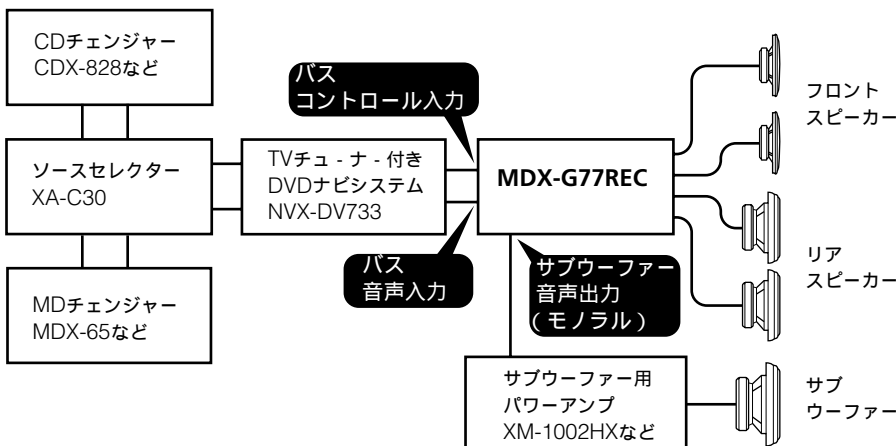 CDチェンジャー
CDX-828など
バス
コントロール入力
フロント
スピーカー
ソースセレクター
XA-C30
TVチュ - ナ - 付き
DVDナビシステム
NVX-DV733
MDX-G77REC
バス
音声入力
サブウーファー
音声出力
(モノラル)
リア
スピーカー
MDチェンジャー
MDX-65など
サブウーファー用
パワーアンプ
XM-1002HXなど
サブ
ウーファー